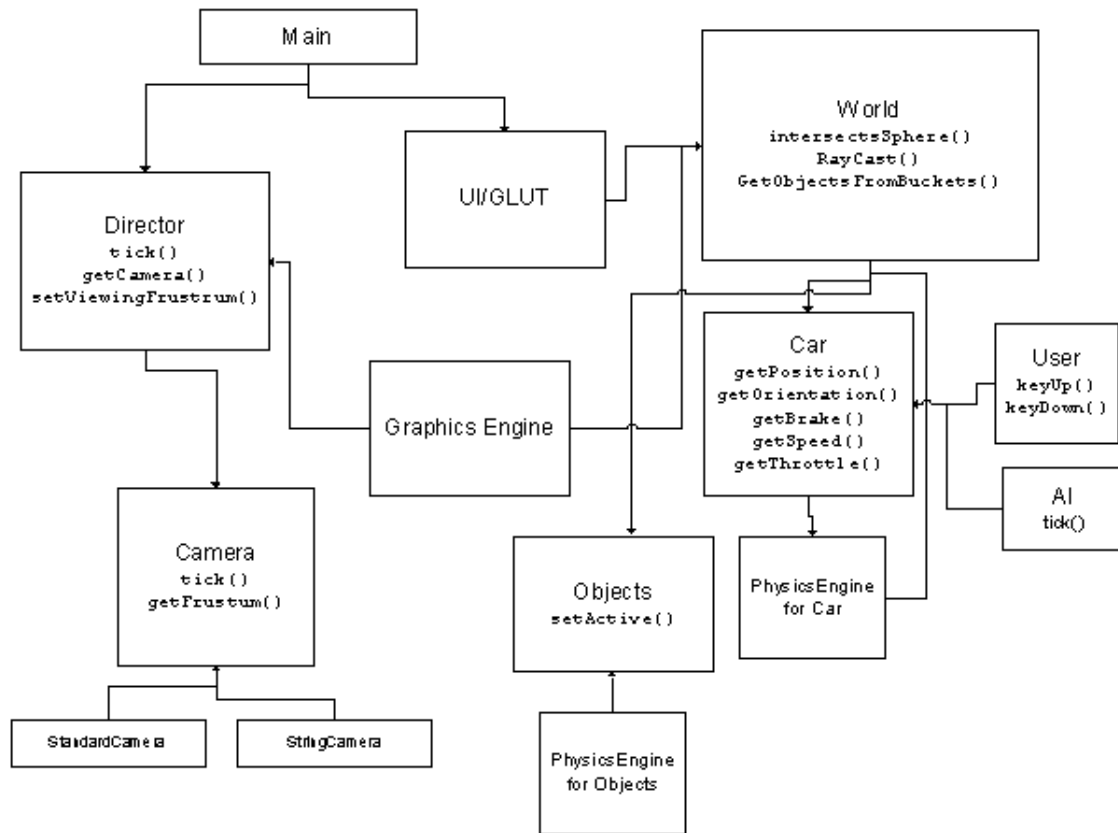 Main
World
intersectsSphere()
RayCast()
GetObjectsFromBuckets()
UI/GLUT
Director
tick()
getCamera()
setViewingFrustrum()
Car
getPosition()
getOrientation()
getBrake()
getSpeed()
getThrottle()
User
keyUp()
keyDown()
Graphics Engine
AI
tick()
Camera
tick()
getFrustum()
Objects
setActive()
PhysicsEngine
for Car
StandardCamera
StringCamera
PhysicsEngine
for Objects